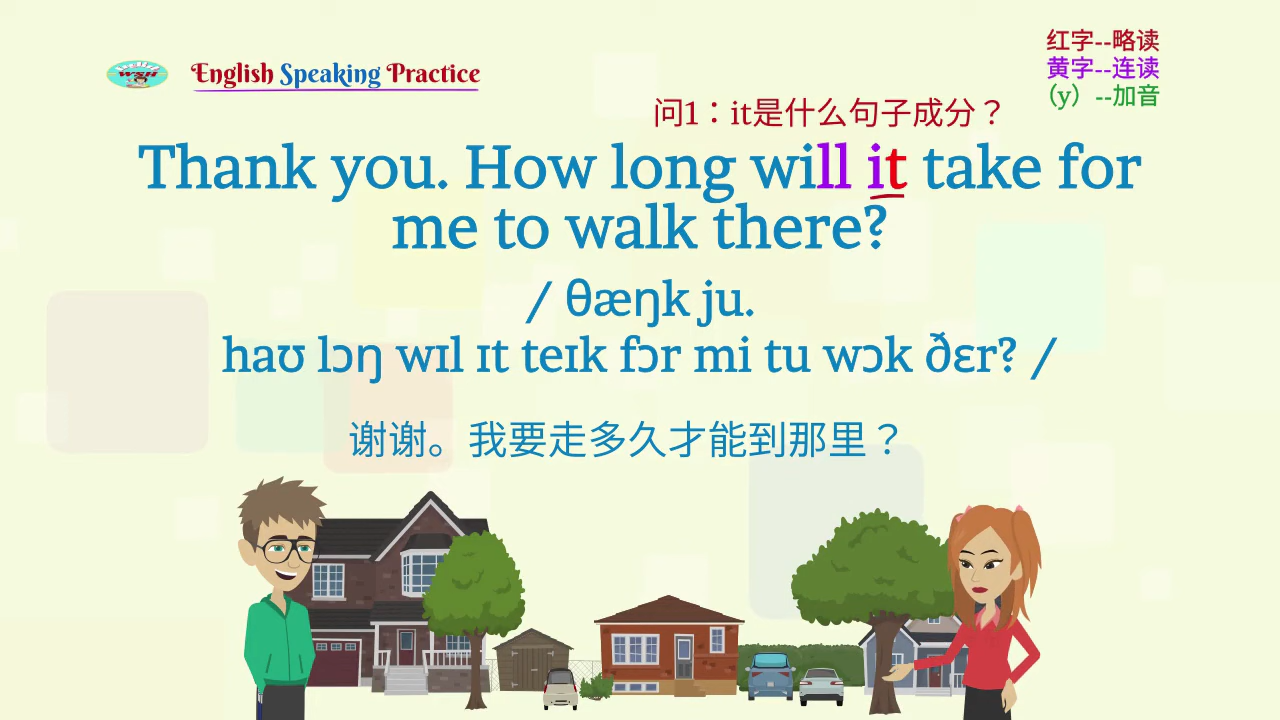 English Speaking Practice
红字--略读
黄字--连读
（y）--加音
问1：it是什么句子成分？
Thank you. How long will it take for
me to walk there?
/ θæŋk ju.
haʊ lɔŋ wɪl ɪt teɪk fɔr mi tu wɔk ðɛr? /
谢谢。我要走多久才能到那里？